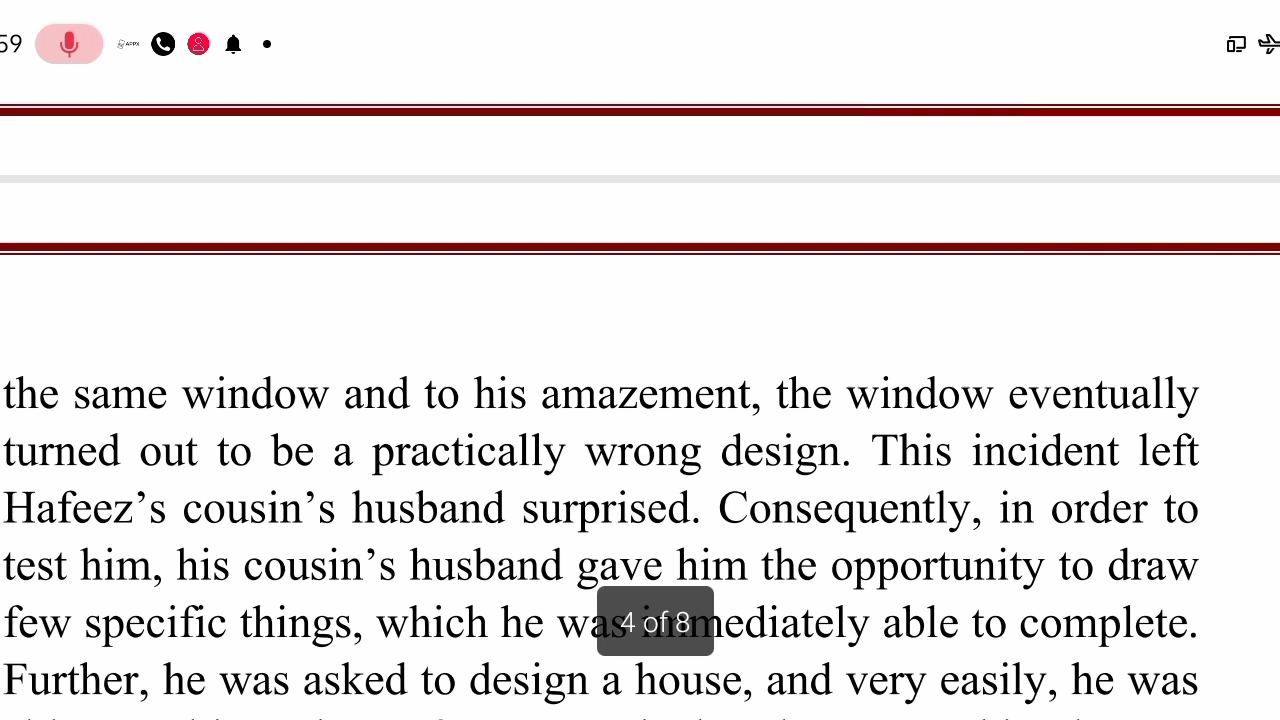 59
APPX
the same window and to his amazement, the window eventually
turned out to be a practically wrong design. This incident left
Hafeez’s cousin’s husband surprised. Consequently, in order to
test him, his cousin’s husband gave him the opportunity to draw
few specific things, which he was immediately able to complete.
4 of 8
Further, he was asked to design a house, and very easily, he was